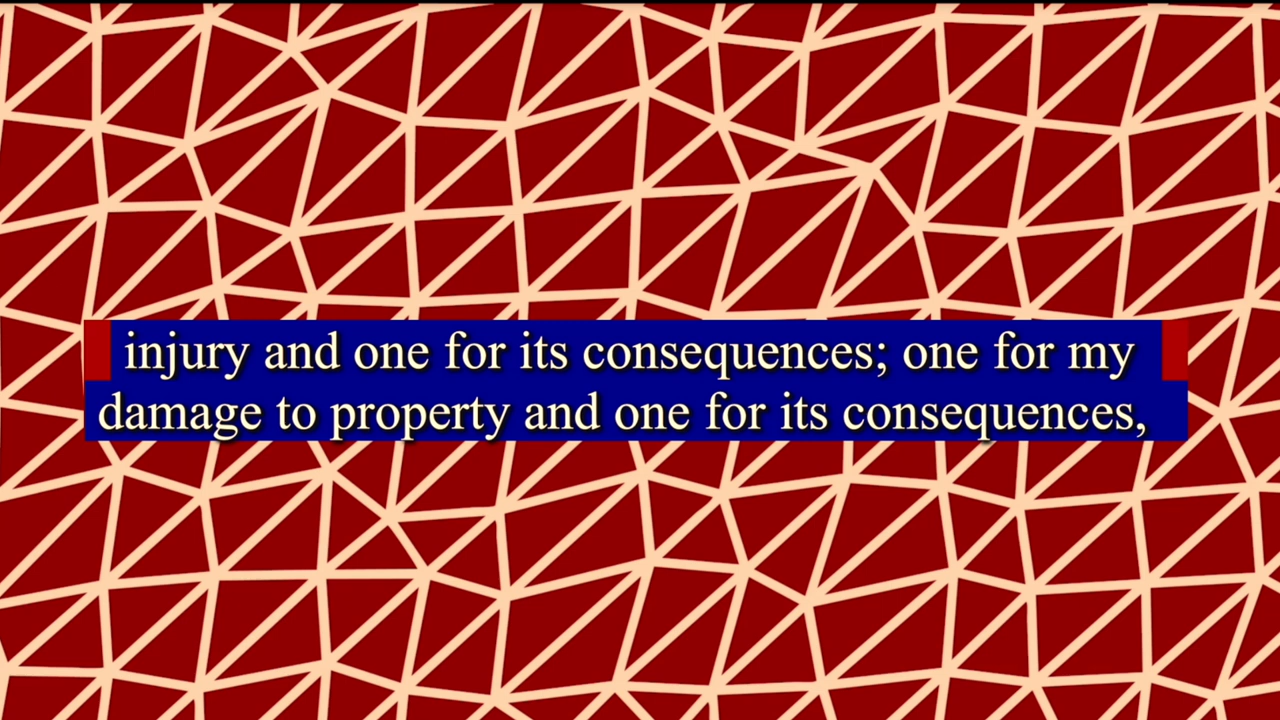 injury and one for its consequences; one for my
damage to property and one for its consequences,